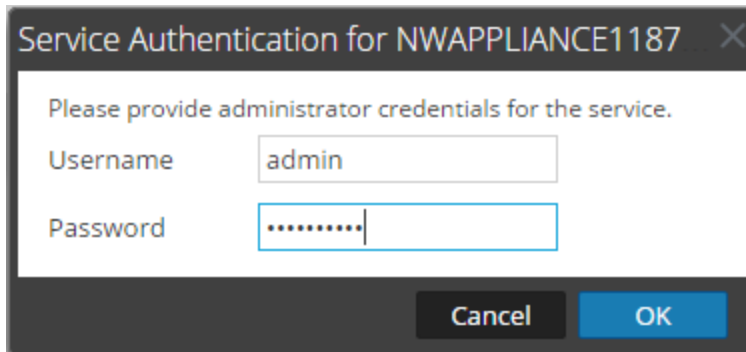 Service Authentication for NWAPPLIANCE1187...
Please provide administrator credentials for the service.
Username admin
Password ••••••••••
Cancel OK